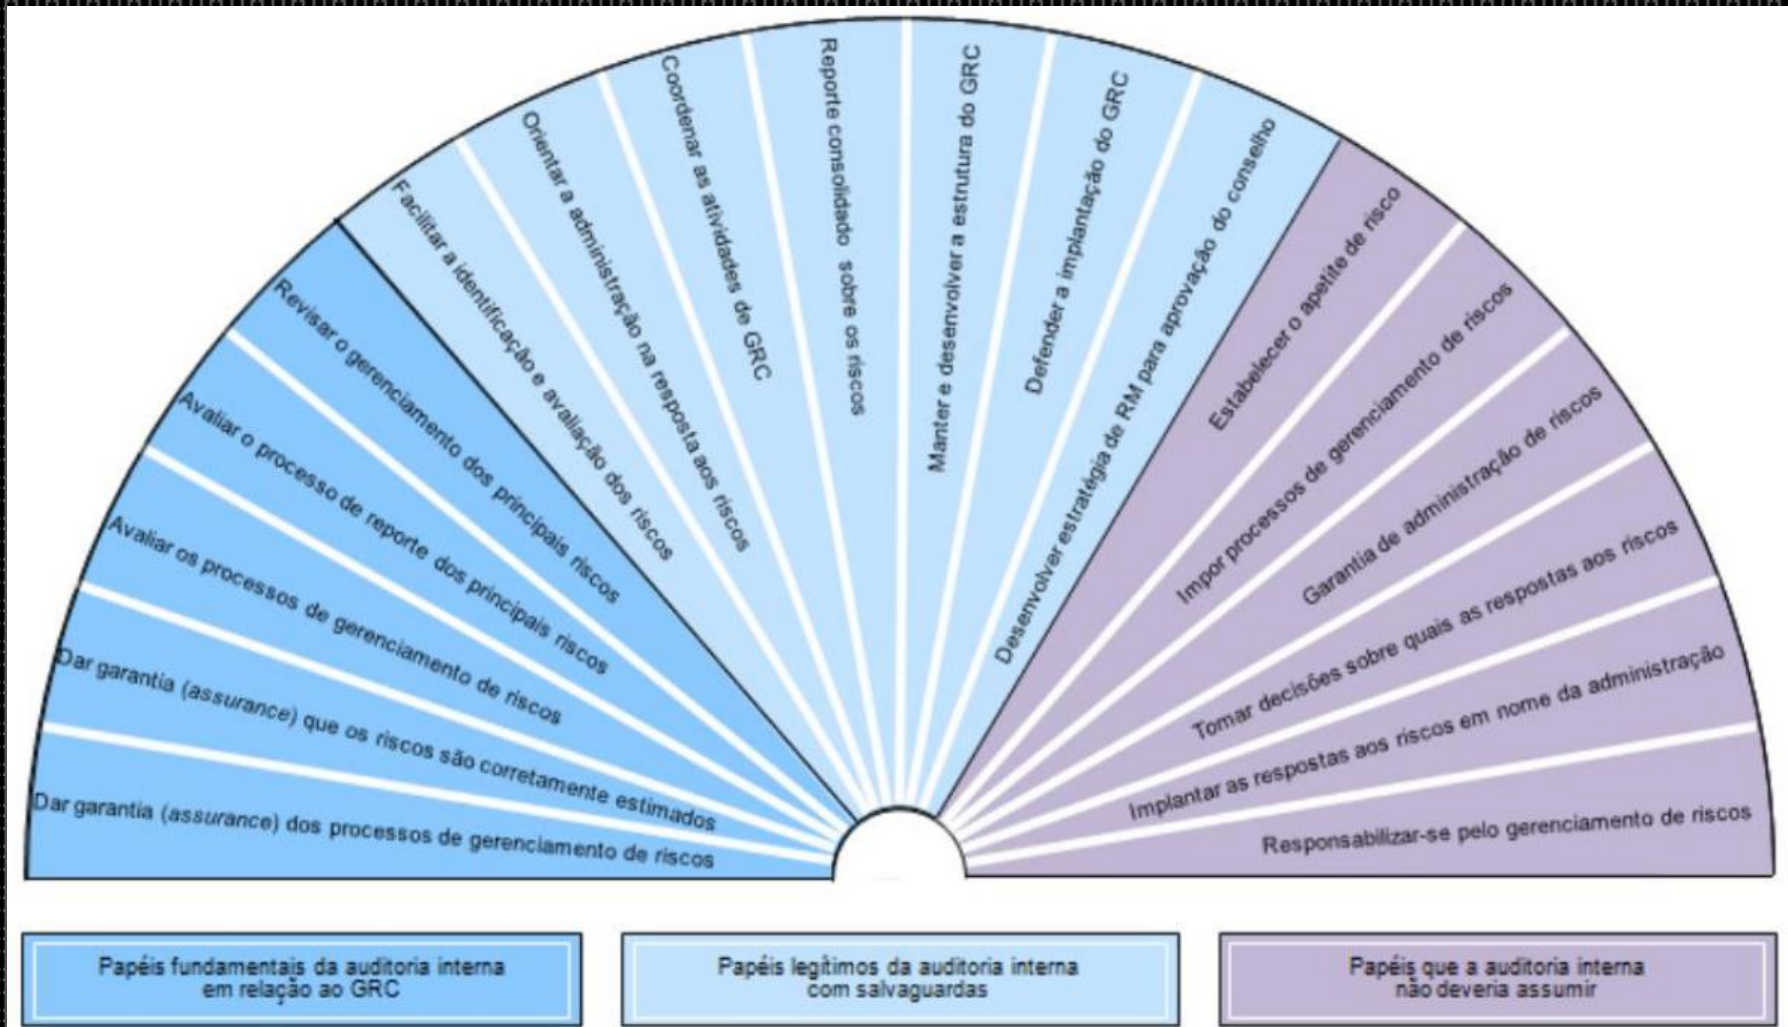 Dar garantia (assurance) dos processos de gerenciamento de riscos
Dar garantia (assurance) que os riscos são corretamente estimados
Avaliar os processos de gerenciamento de riscos
Avaliar o processo de reporte dos principais riscos
Revisar o gerenciamento dos principais riscos
Facilitar a identificação e avaliação dos riscos
Orientar a administração na resposta aos riscos
Coordenar as atividades de GRC
Reporte consolidado sobre os riscos
Manter e desenvolver a estrutura do GRC
Defender a implantação do GRC
Desenvolver estratégia de RM para aprovação do conselho
Estabelecer o apetite de risco
Impor processos de gerenciamento de riscos
Garantia de administração de riscos
Tomar decisões sobre quais as respostas aos riscos
Implantar as respostas aos riscos em nome da administração
Responsabilizar-se pelo gerenciamento de riscos
Papéis fundamentais da auditoria interna
em relação ao GRC
Papéis legítimos da auditoria interna
com salvaguardas
Papéis que a auditoria interna
não deveria assumir